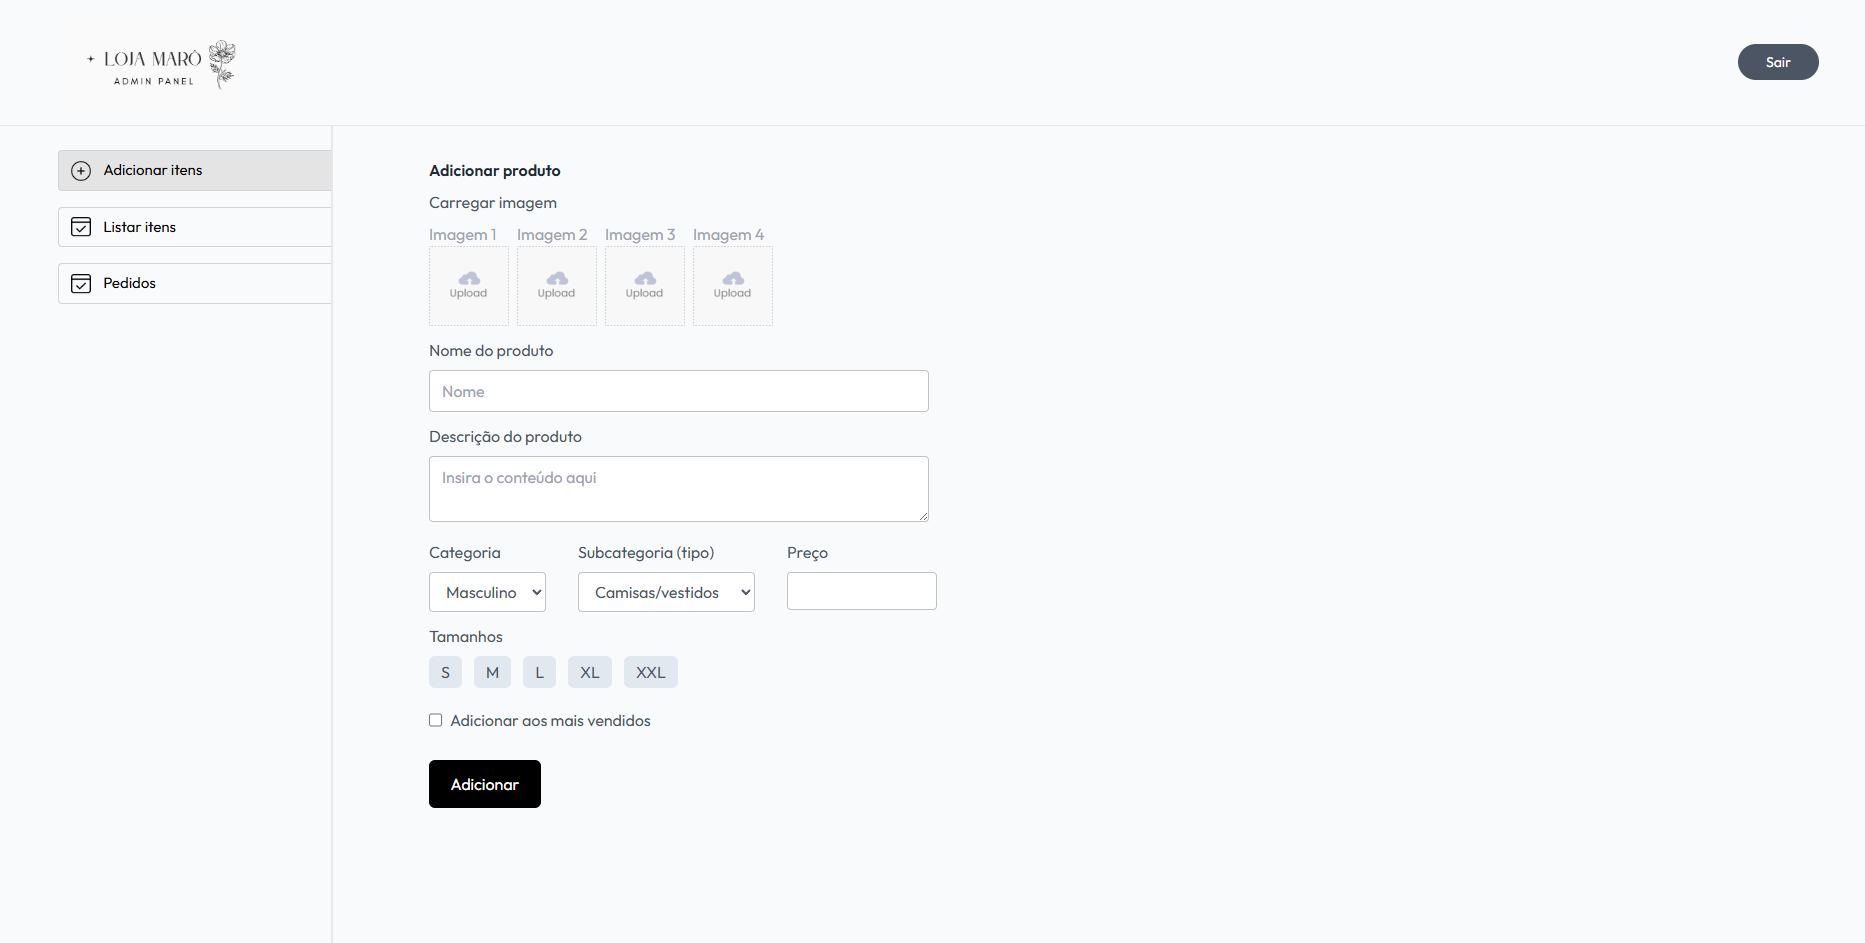 LOJA MARÔ
ADMIN PANEL
Sair
Adicionar itens
Listar itens
Pedidos
Adicionar produto
Carregar imagem
Imagem 1 Imagem 2 Imagem 3 Imagem 4
Upload Upload Upload Upload
Nome do produto
Nome
Descrição do produto
Insira o conteúdo aqui
Categoria Subcategoria (tipo) Preço
Masculino Camisas/vestidos
Tamanhos
S M L XL XXL
Adicionar aos mais vendidos
Adicionar